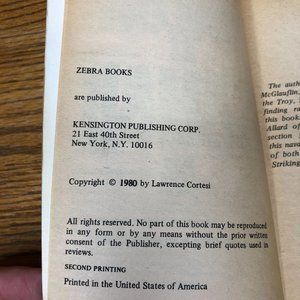 ZEBRA BOOKS
are published by
KENSINGTON PUBLISHING CORP.
21 East 40th Street
New York, N.Y. 10016
Copyright © 1980 by Lawrence Cortesi
All rights reserved. No part of this book may be reproduced
in any form or by any means without the prior written
consent of the Publisher, excepting brief quotes used in
reviews.
SECOND PRINTING
Printed in the United States of America
The
McGlauflin,
the Troy,
finding
this book
Allard of
section
this
of both
Striking